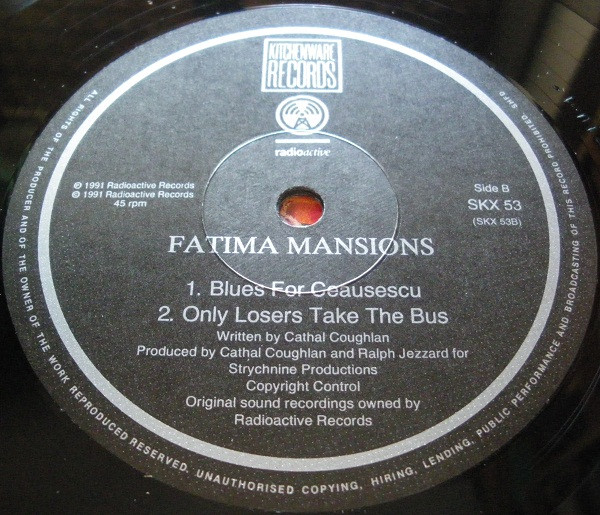 KITCHENWARE
RECORDS
radioactive
℗ 1991 Radioactive Records
© 1991 Radioactive Records
45 rpm
Side B
SKX 53
(SKX 53B)
FATIMA MANSIONS
1. Blues For Ceausescu
2. Only Losers Take The Bus
Written by Cathal Coughlan
Produced by Cathal Coughlan and Ralph Jezzard for
Strychnine Productions
Copyright Control
Original sound recordings owned by
Radioactive Records
ALL RIGHTS OF THE PRODUCER AND OF THE OWNER OF THE WORK REPRODUCED RESERVED. UNAUTHORISED COPYING, HIRING, LENDING, PUBLIC PERFORMANCE AND BROADCASTING OF THIS RECORD PROHIBITED. SHFD